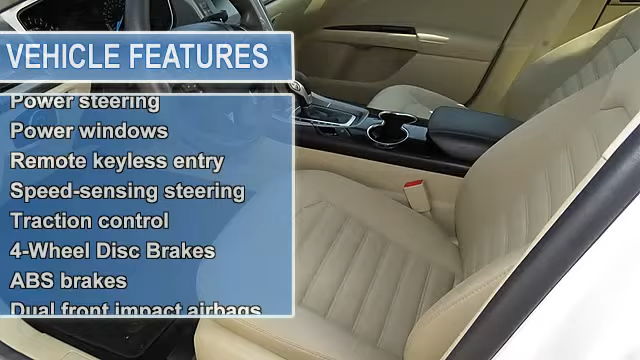 VEHICLE FEATURES
Power steering
Power windows
Remote keyless entry
Speed-sensing steering
Traction control
4-Wheel Disc Brakes
ABS brakes
Dual front impact airbags